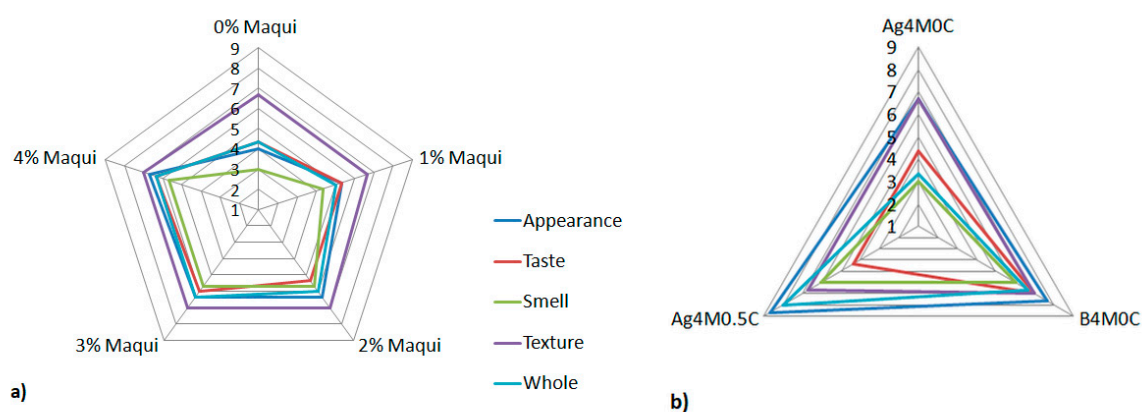 0% Maqui
9
8
7
6
5
4
3
2
1
1% Maqui
2% Maqui
3% Maqui
4% Maqui
a)
Appearance
Taste
Smell
Texture
Whole
Ag4M0C
9
8
7
6
5
4
3
2
1
B4M0C
Ag4M0.5C
b)